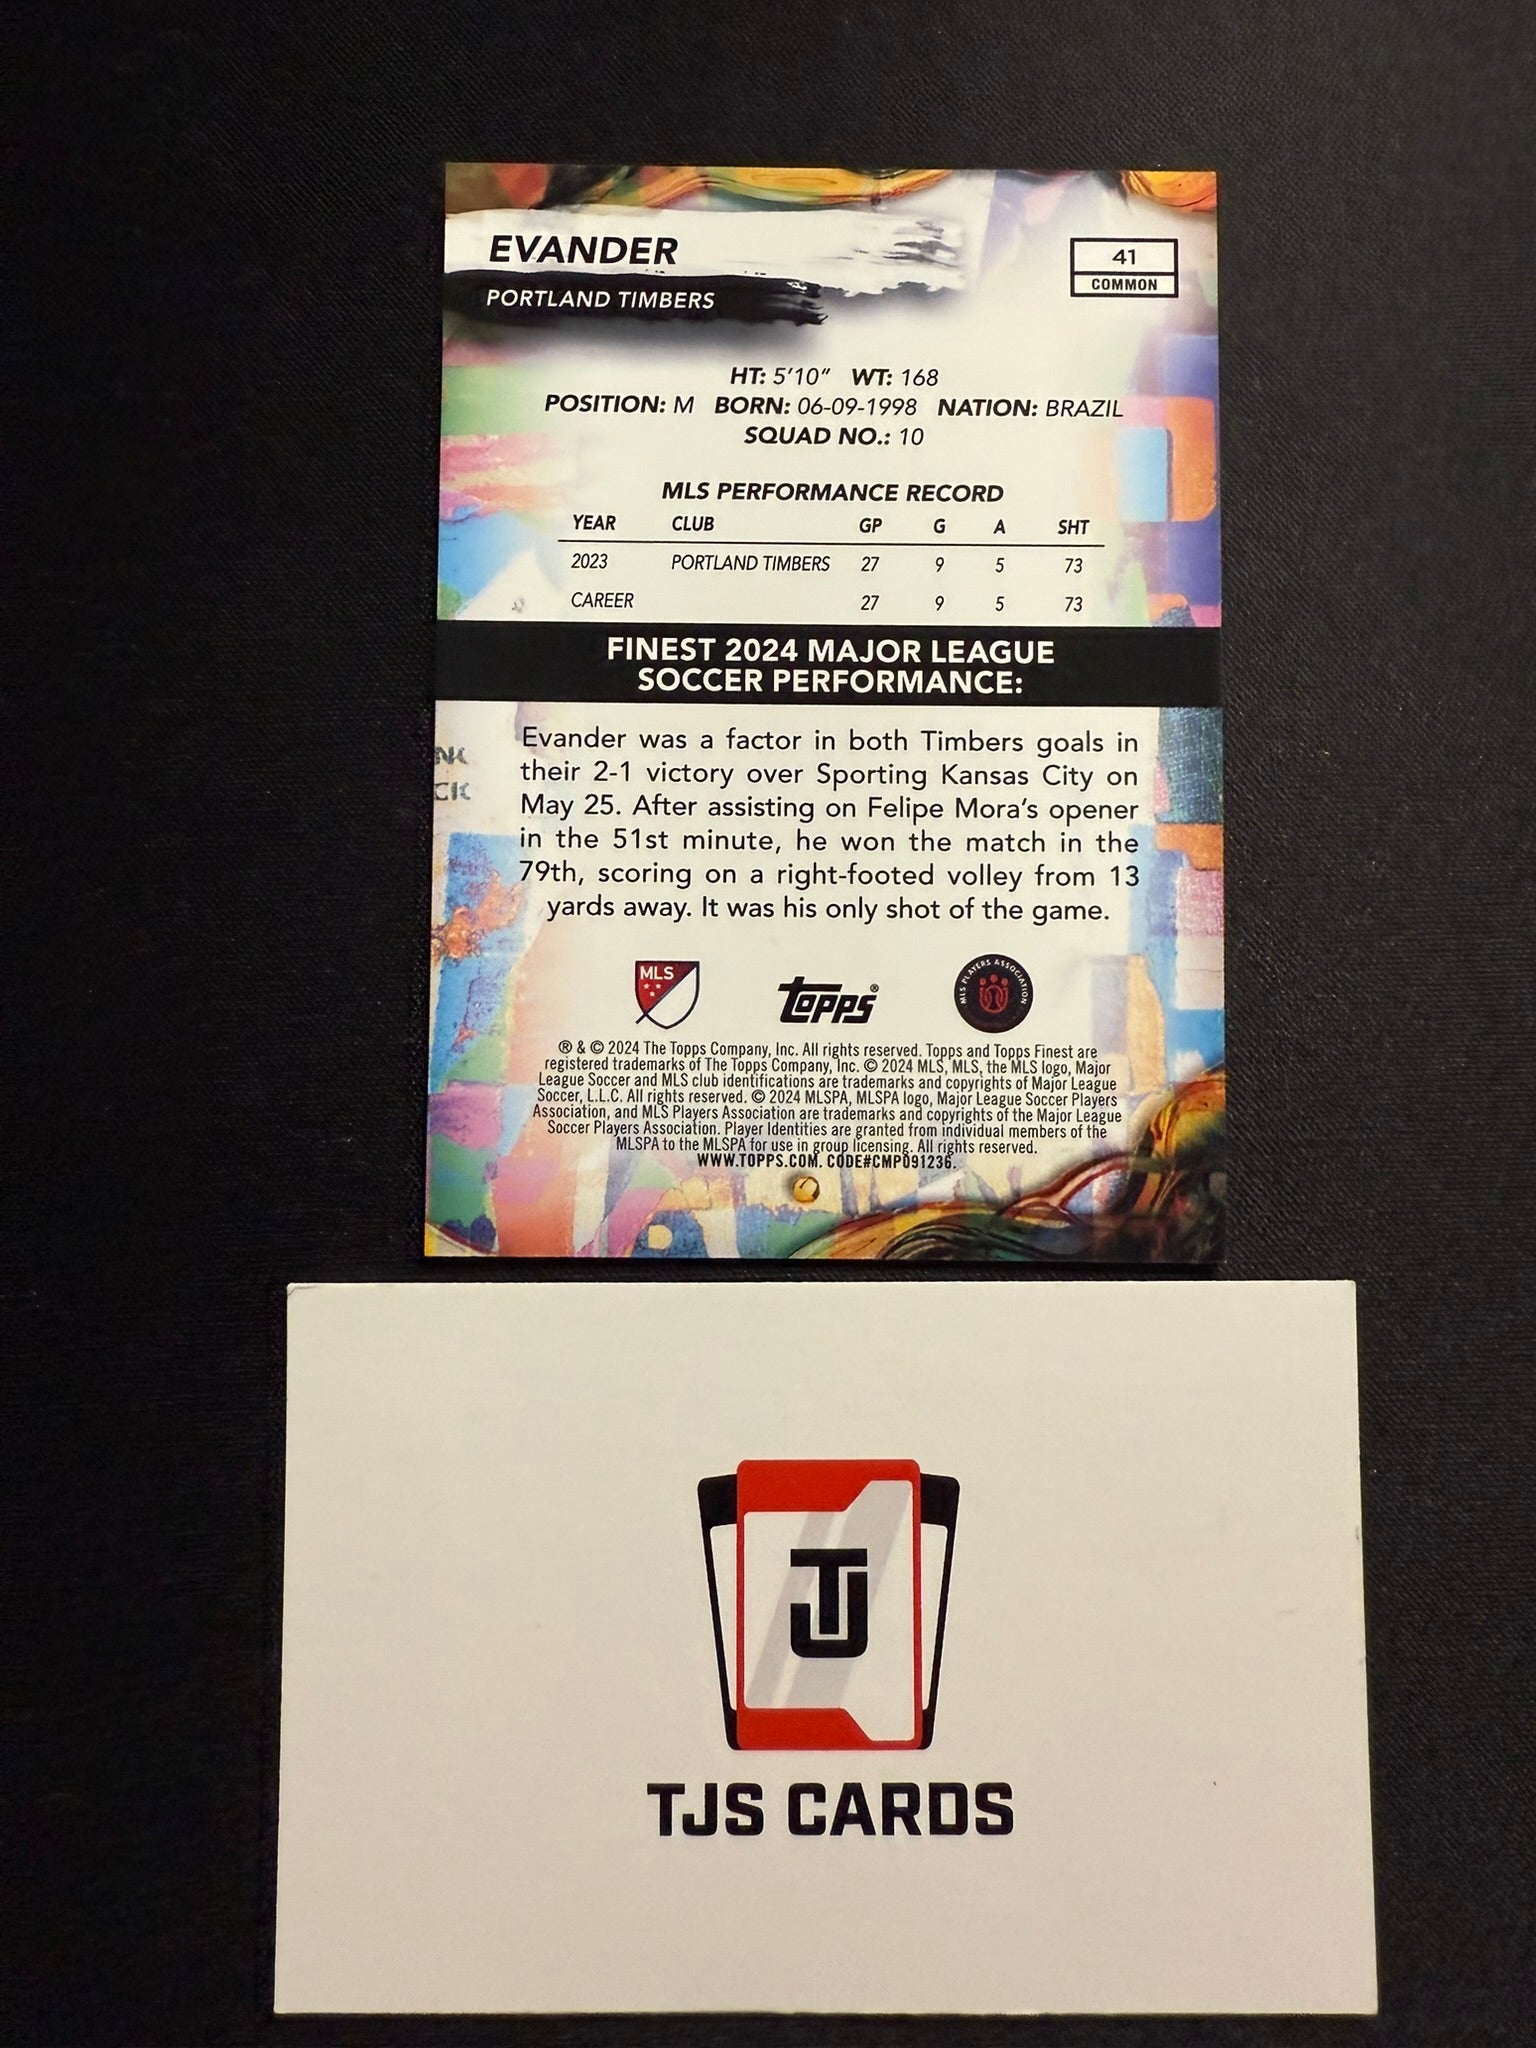 EVANDER
PORTLAND TIMBERS
41
COMMON
HT: 5'10" WT: 168
POSITION: M BORN: 06-09-1998 NATION: BRAZIL
SQUAD NO.: 10
MLS PERFORMANCE RECORD
YEAR CLUB GP G A SHT
2023 PORTLAND TIMBERS 27 9 5 73
CAREER 27 9 5 73
FINEST 2024 MAJOR LEAGUE
SOCCER PERFORMANCE:
Evander was a factor in both Timbers goals in
their 2-1 victory over Sporting Kansas City on
May 25. After assisting on Felipe Mora's opener
in the 51st minute, he won the match in the
79th, scoring on a right-footed volley from 13
yards away. It was his only shot of the game.
MLS
Topps®
MLS PLAYERS ASSOCIATION
® & © 2024 The Topps Company, Inc. All rights reserved. Topps and Topps Finest are
registered trademarks of The Topps Company, Inc. © 2024 MLS, MLS, the MLS logo, Major
League Soccer and MLS club identifications are trademarks and copyrights of Major League
Soccer, L.L.C. All rights reserved. © 2024 MLSPA, MLSPA logo, Major League Soccer Players
Association, and MLS Players Association are trademarks and copyrights of the Major League
Soccer Players Association. Player Identities are granted from individual members of the
MLSPA to the MLSPA for use in group licensing. All rights reserved.
WWW.TOPPS.COM. CODE#CMP091236.
TJ
TJS CARDS